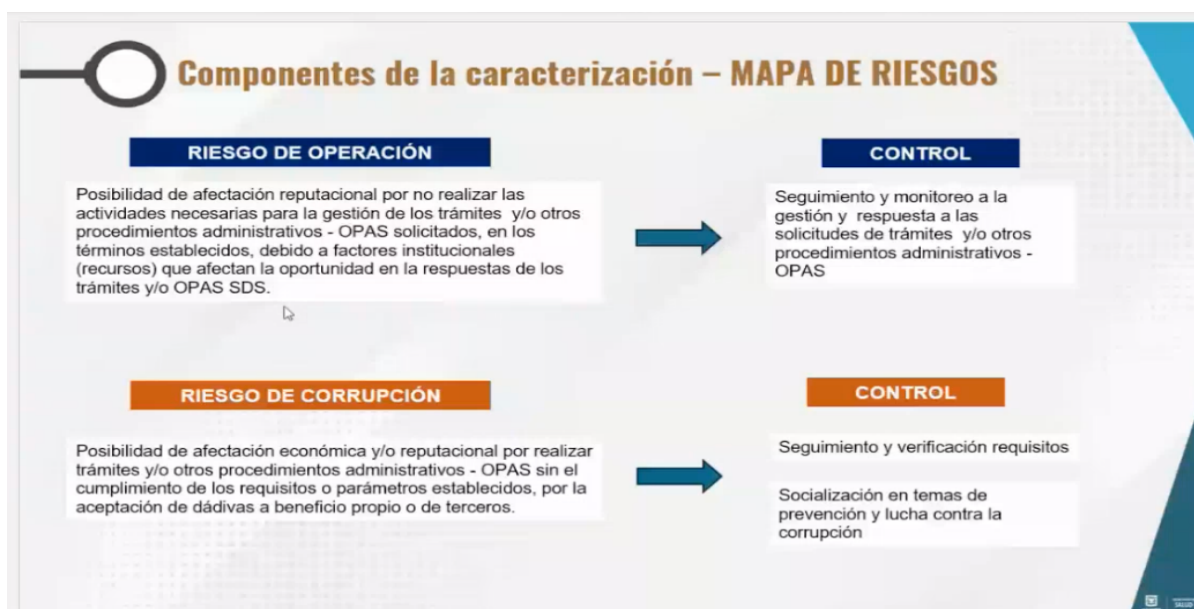 Componentes de la caracterización – MAPA DE RIESGOS
RIESGO DE OPERACIÓN
Posibilidad de afectación reputacional por no realizar las
actividades necesarias para la gestión de los trámites y/o otros
procedimientos administrativos - OPAS solicitados, en los
términos establecidos, debido a factores institucionales
(recursos) que afectan la oportunidad en la respuestas de los
trámites y/o OPAS SDS.
CONTROL
Seguimiento y monitoreo a la
gestión y respuesta a las
solicitudes de trámites y/o otros
procedimientos administrativos -
OPAS
RIESGO DE CORRUPCIÓN
Posibilidad de afectación económica y/o reputacional por realizar
trámites y/o otros procedimientos administrativos - OPAS sin el
cumplimiento de los requisitos o parámetros establecidos, por la
aceptación de dádivas a beneficio propio o de terceros.
CONTROL
Seguimiento y verificación requisitos
Socialización en temas de
prevención y lucha contra la
corrupción
SALUD